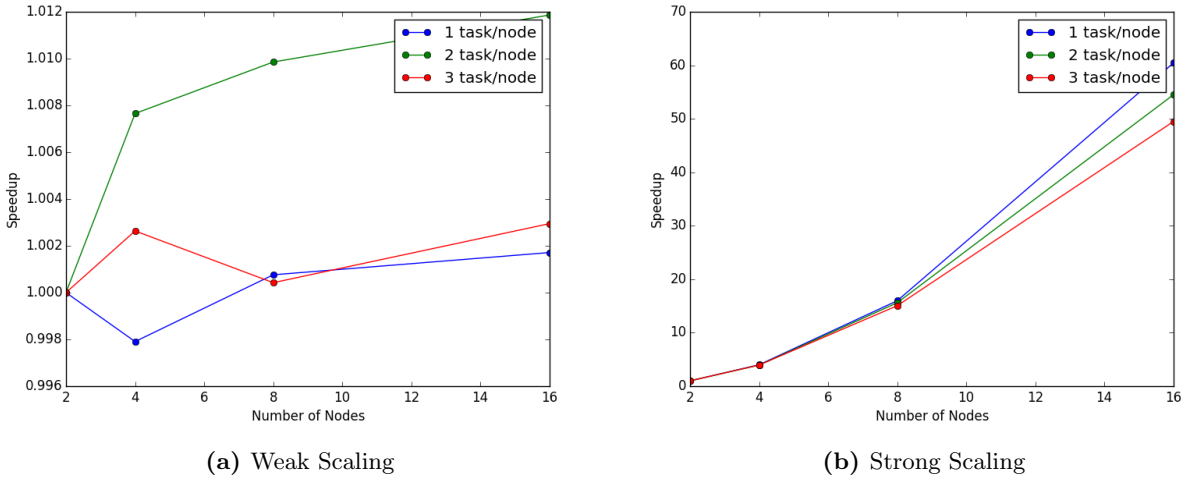 1.012
1.010
1.008
1.006
1.004
1.002
1.000
0.998
0.996
Speedup
2 4 6 8 10 12 14 16
Number of Nodes
1 task/node
2 task/node
3 task/node
(a) Weak Scaling
70
60
50
40
30
20
10
0
Speedup
2 4 6 8 10 12 14 16
Number of Nodes
1 task/node
2 task/node
3 task/node
(b) Strong Scaling